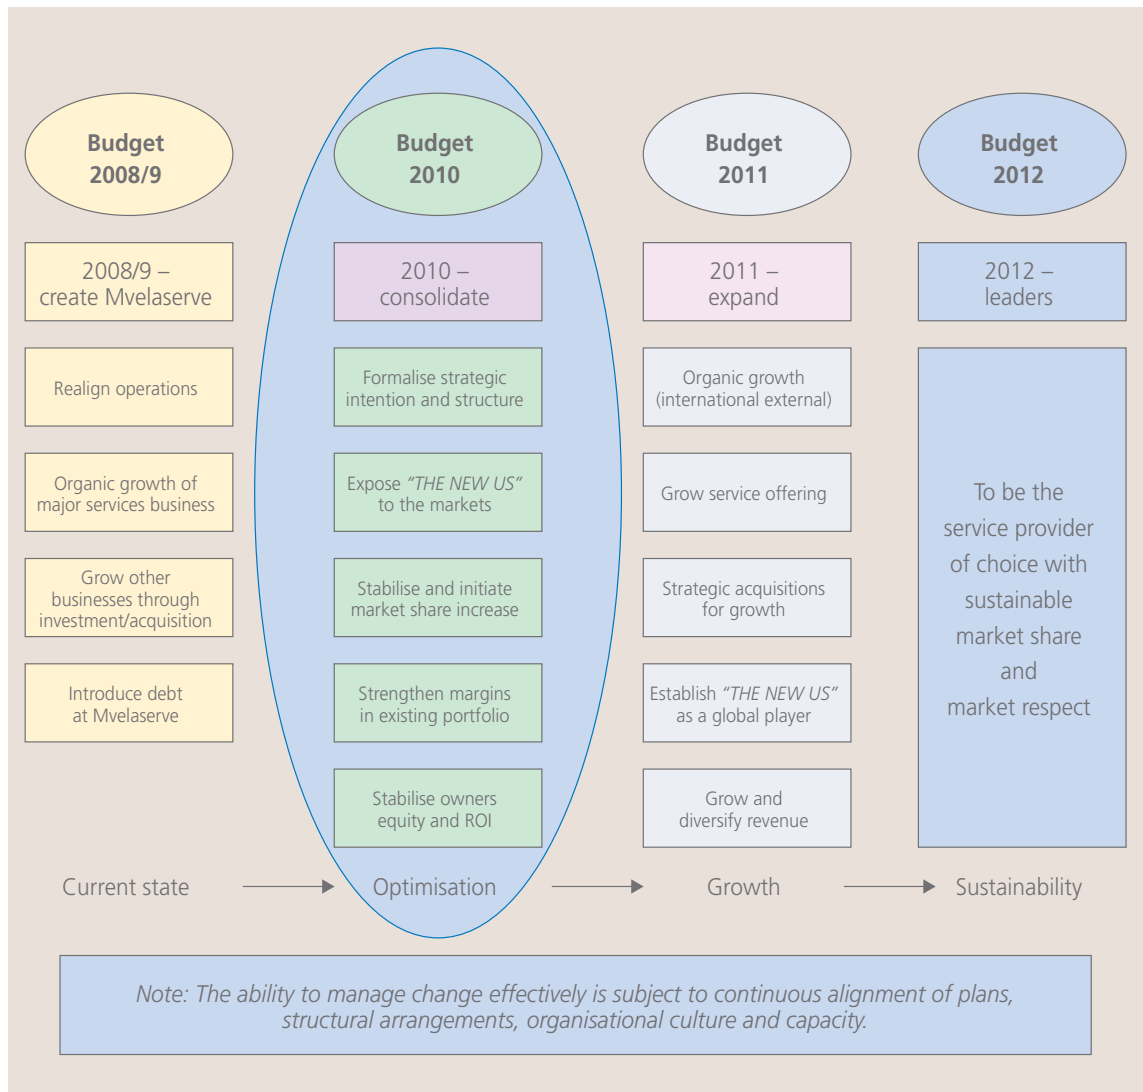 Budget
2008/9
2008/9 –
create Mvelaserve
Realign operations
Organic growth of
major services business
Grow other
businesses through
investment/acquisition
Introduce debt
at Mvelaserve
Current state
Budget
2010
2010 –
consolidate
Formalise strategic
intention and structure
Expose "THE NEW US"
to the markets
Stabilise and initiate
market share increase
Strengthen margins
in existing portfolio
Stabilise owners
equity and ROI
Optimisation
Budget
2011
2011 –
expand
Organic growth
(international external)
Grow service offering
Strategic acquisitions
for growth
Establish "THE NEW US"
as a global player
Grow and
diversify revenue
Growth
Budget
2012
2012 –
leaders
To be the
service provider
of choice with
sustainable
market share
and
market respect
Sustainability
Note: The ability to manage change effectively is subject to continuous alignment of plans,
structural arrangements, organisational culture and capacity.